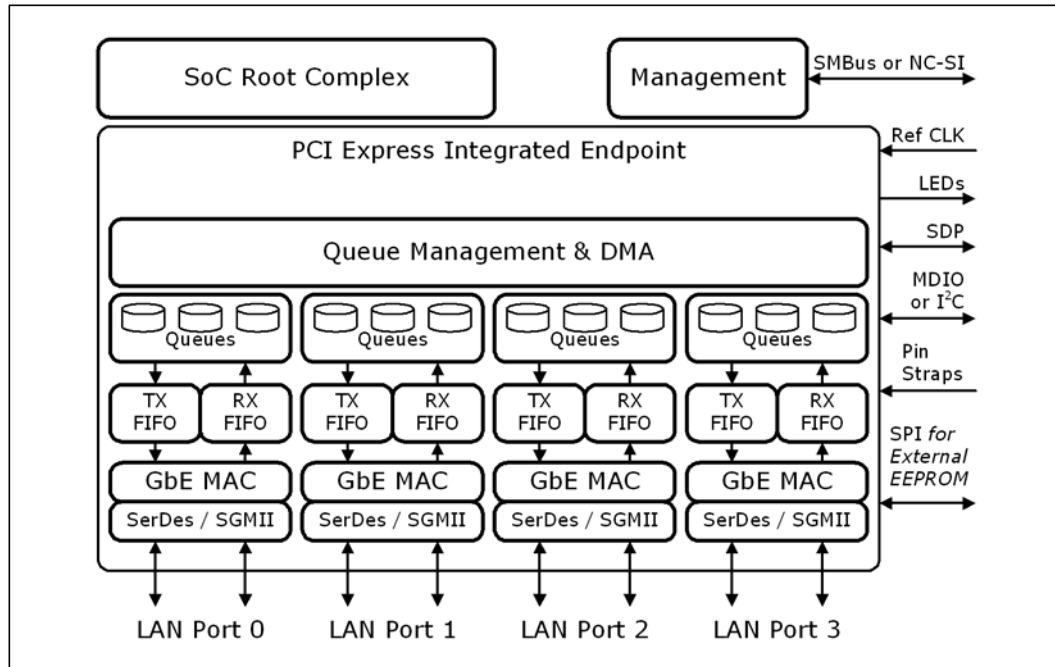 SoC Root Complex
Management
SMBus or NC-SI
PCI Express Integrated Endpoint
Ref CLK
LEDs
Queue Management & DMA
SDP
MDIO
or I²C
Queues
Queues
Queues
Queues
Pin
Straps
TX
FIFO
RX
FIFO
TX
FIFO
RX
FIFO
TX
FIFO
RX
FIFO
TX
FIFO
RX
FIFO
SPI for
External
EEPROM
GbE MAC
GbE MAC
GbE MAC
GbE MAC
SerDes / SGMII
SerDes / SGMII
SerDes / SGMII
SerDes / SGMII
LAN Port 0
LAN Port 1
LAN Port 2
LAN Port 3